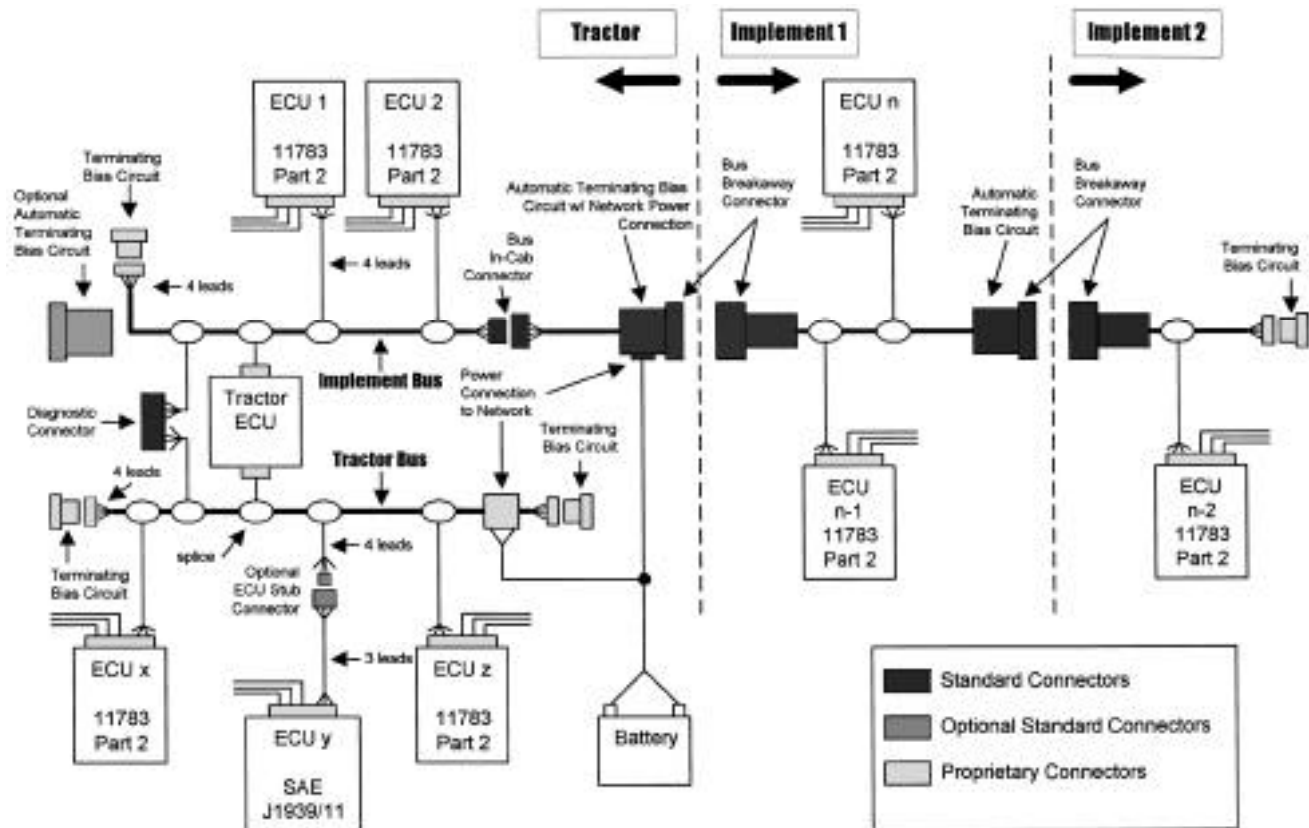 Tractor
Implement 1
Implement 2
ECU 1
11783
Part 2
ECU 2
11783
Part 2
ECU n
11783
Part 2
Terminating
Bias Circuit
Optional
Automatic
Terminating
Bias Circuit
4 leads
4 leads
Bus
In-Cab
Connector
Automatic Terminating Bias
Circuit w/ Network Power
Connection
Bus
Breakaway
Connector
Automatic
Terminating
Bias Circuit
Bus
Breakaway
Connector
Terminating
Bias Circuit
Implement Bus
Tractor
ECU
Diagnostic
Connector
Power
Connection
to Network
Terminating
Bias Circuit
4 leads
Tractor Bus
splice
4 leads
Terminating
Bias Circuit
Optional
ECU Stub
Connector
3 leads
ECU x
11783
Part 2
ECU y
SAE
J1939/11
ECU z
11783
Part 2
Battery
ECU
n-1
11783
Part 2
ECU
n-2
11783
Part 2
Standard Connectors
Optional Standard Connectors
Proprietary Connectors